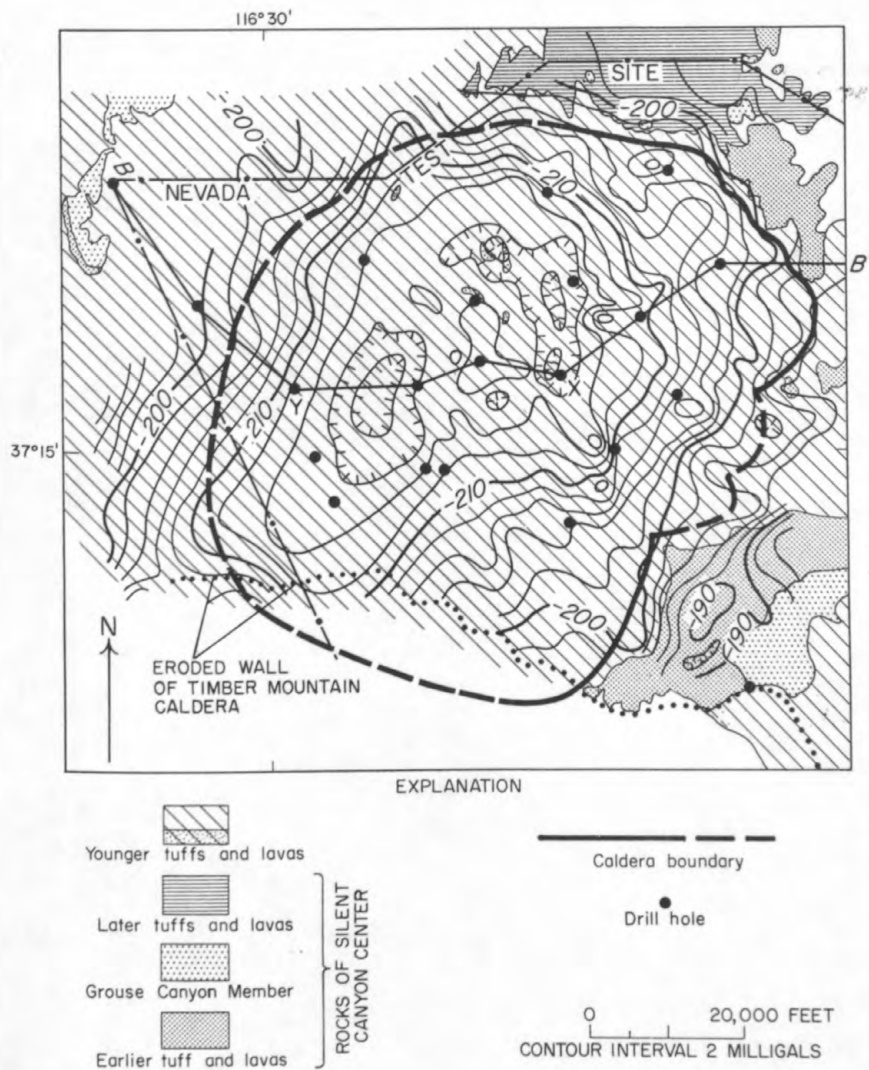 116° 30'
SITE
-200
-200
B
NEVADA
TEST
-210
O
B
O
O
-200
-210
Y
X
37° 15'
O
O
-210
-200
-190
-190
N
ERODED WALL
OF TIMBER MOUNTAIN
CALDERA
EXPLANATION
Younger tuffs and lavas
Later tuffs and lavas
Grouse Canyon Member
Earlier tuff and lavas
ROCKS OF SILENT
CANYON CENTER
Caldera boundary
Drill hole
0 20,000 FEET
CONTOUR INTERVAL 2 MILLIGALS